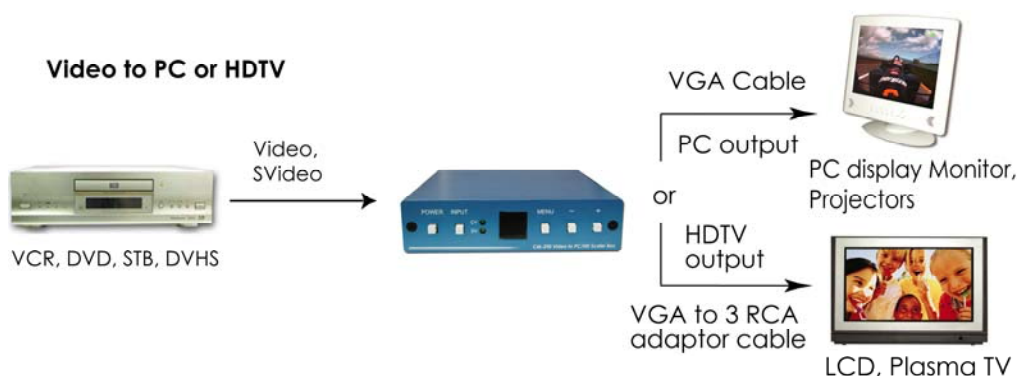 Video to PC or HDTV
Video,
SVideo
VCR, DVD, STB, DVHS
POWER INPUT
MENU - +
VGA Cable
PC output
PC display Monitor,
Projectors
or
HDTV
output
VGA to 3 RCA
adaptor cable
LCD, Plasma TV